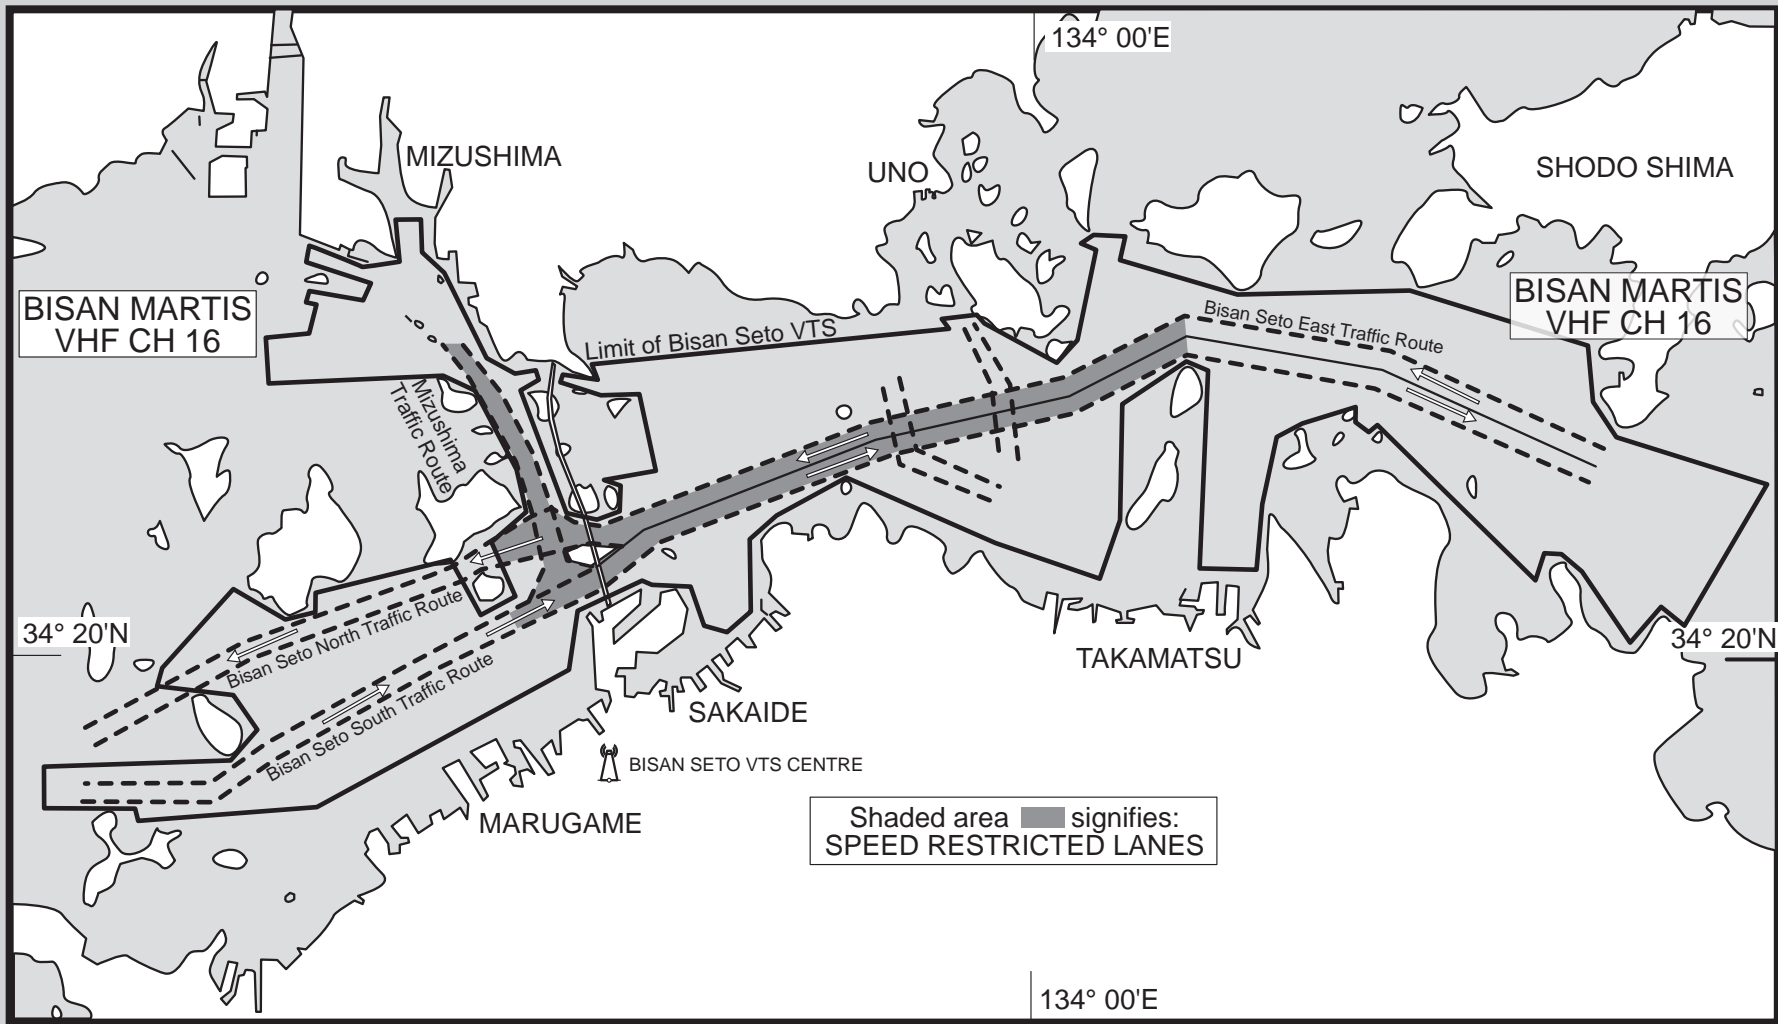 134° 00'E
MIZUSHIMA
UNO
SHODO SHIMA
BISAN MARTIS
VHF CH 16
BISAN MARTIS
VHF CH 16
Bisan Seto East Traffic Route
Limit of Bisan Seto VTS
Mizushima
Traffic Route
34° 20'N
Bisan Seto North Traffic Route
34° 20'N
TAKAMATSU
Bisan Seto South Traffic Route
SAKAIDE
BISAN SETO VTS CENTRE
MARUGAME
Shaded area signifies:
SPEED RESTRICTED LANES
134° 00'E